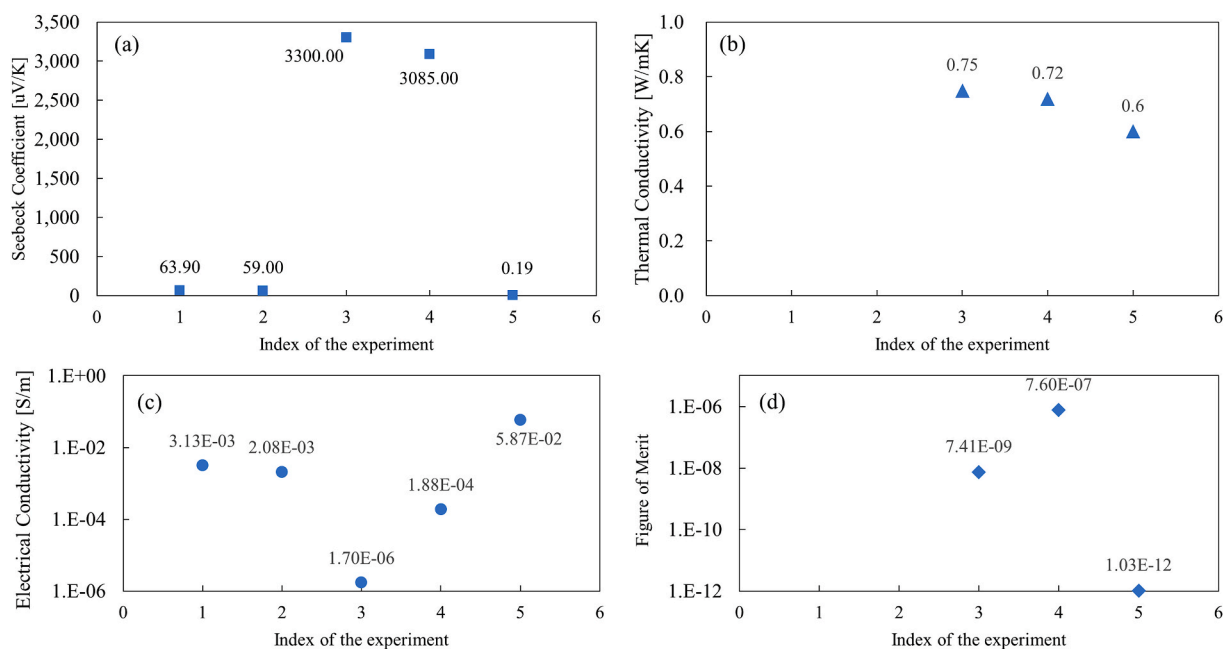 (a)
Seebeck Coefficient [uV/K]
3,500
3,000
2,500
2,000
1,500
1,000
500
0
63.90
59.00
3300.00
3085.00
0.19
0 1 2 3 4 5 6
Index of the experiment
(b)
Thermal Conductivity [W/mK]
1.0
0.8
0.6
0.4
0.2
0.0
0.75
0.72
0.6
0 1 2 3 4 5 6
Index of the experiment
(c)
Electrical Conductivity [S/m]
1.E+00
1.E-02
1.E-04
1.E-06
3.13E-03
2.08E-03
1.70E-06
1.88E-04
5.87E-02
0 1 2 3 4 5 6
Index of the experiment
(d)
Figure of Merit
1.E-06
1.E-08
1.E-10
1.E-12
7.41E-09
7.60E-07
1.03E-12
0 1 2 3 4 5 6
Index of the experiment